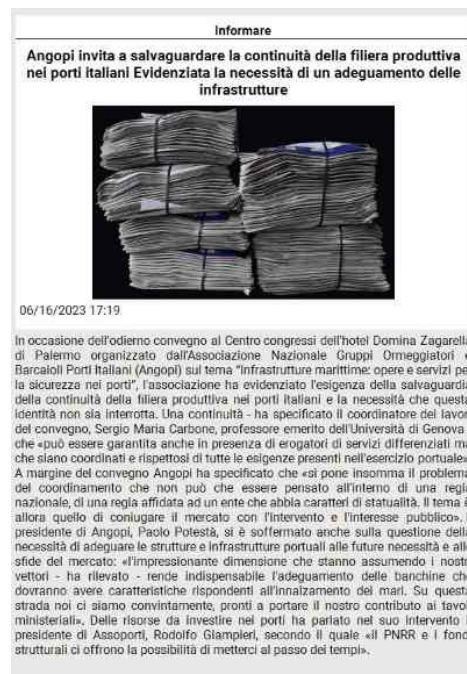 Informare
Angopi invita a salvaguardare la continuità della filiera produttiva
nei porti italiani Evidenziata la necessità di un adeguamento delle
infrastrutture
06/16/2023 17:19
In occasione dell'odierno convegno al Centro congressi dell'hotel Domina Zagarella
di Palermo organizzato dall'Associazione Nazionale Gruppi Ormeggiatori e
Barcaioli Porti Italiani (Angopi) sul tema "Infrastrutture marittime: opere e servizi per
la sicurezza nei porti", l'associazione ha evidenziato l'esigenza della salvaguardia
della continuità della filiera produttiva nei porti italiani e la necessità che questa
identità non sia interrotta. Una continuità - ha specificato il coordinatore dei lavori
del convegno, Sergio Maria Carbone, professore emerito dell'Università di Genova -
che «può essere garantita anche in presenza di erogatori di servizi differenziati ma
che siano coordinati e rispettosi di tutte le esigenze presenti nell'esercizio portuale».
A margine del convegno Angopi ha specificato che «si pone insomma il problema
del coordinamento che non può che essere pensato all'interno di una regia
nazionale, di una regia affidata ad un ente che abbia caratteri di statualità. Il tema è
allora quello di coniugare il mercato con l'intervento e l'interesse pubblico».
presidente di Angopi, Paolo Potestà, si è soffermato anche sulla questione della
necessità di adeguare le strutture e infrastrutture portuali alle future necessità e alle
sfide del mercato: «l'impressionante dimensione che stanno assumendo i nostri
vettori - ha rilevato - rende indispensabile l'adeguamento delle banchine che
dovranno avere caratteristiche rispondenti all'innalzamento dei mari. Su questa
strada noi ci siamo convintamente, pronti a portare il nostro contributo ai tavoli
ministeriali». Delle risorse da investire nei porti ha parlato nel suo intervento il
presidente di Assoporti, Rodolfo Giampieri, secondo il quale «il PNRR e i fondi
strutturali ci offrono la possibilità di metterci al passo dei tempi».